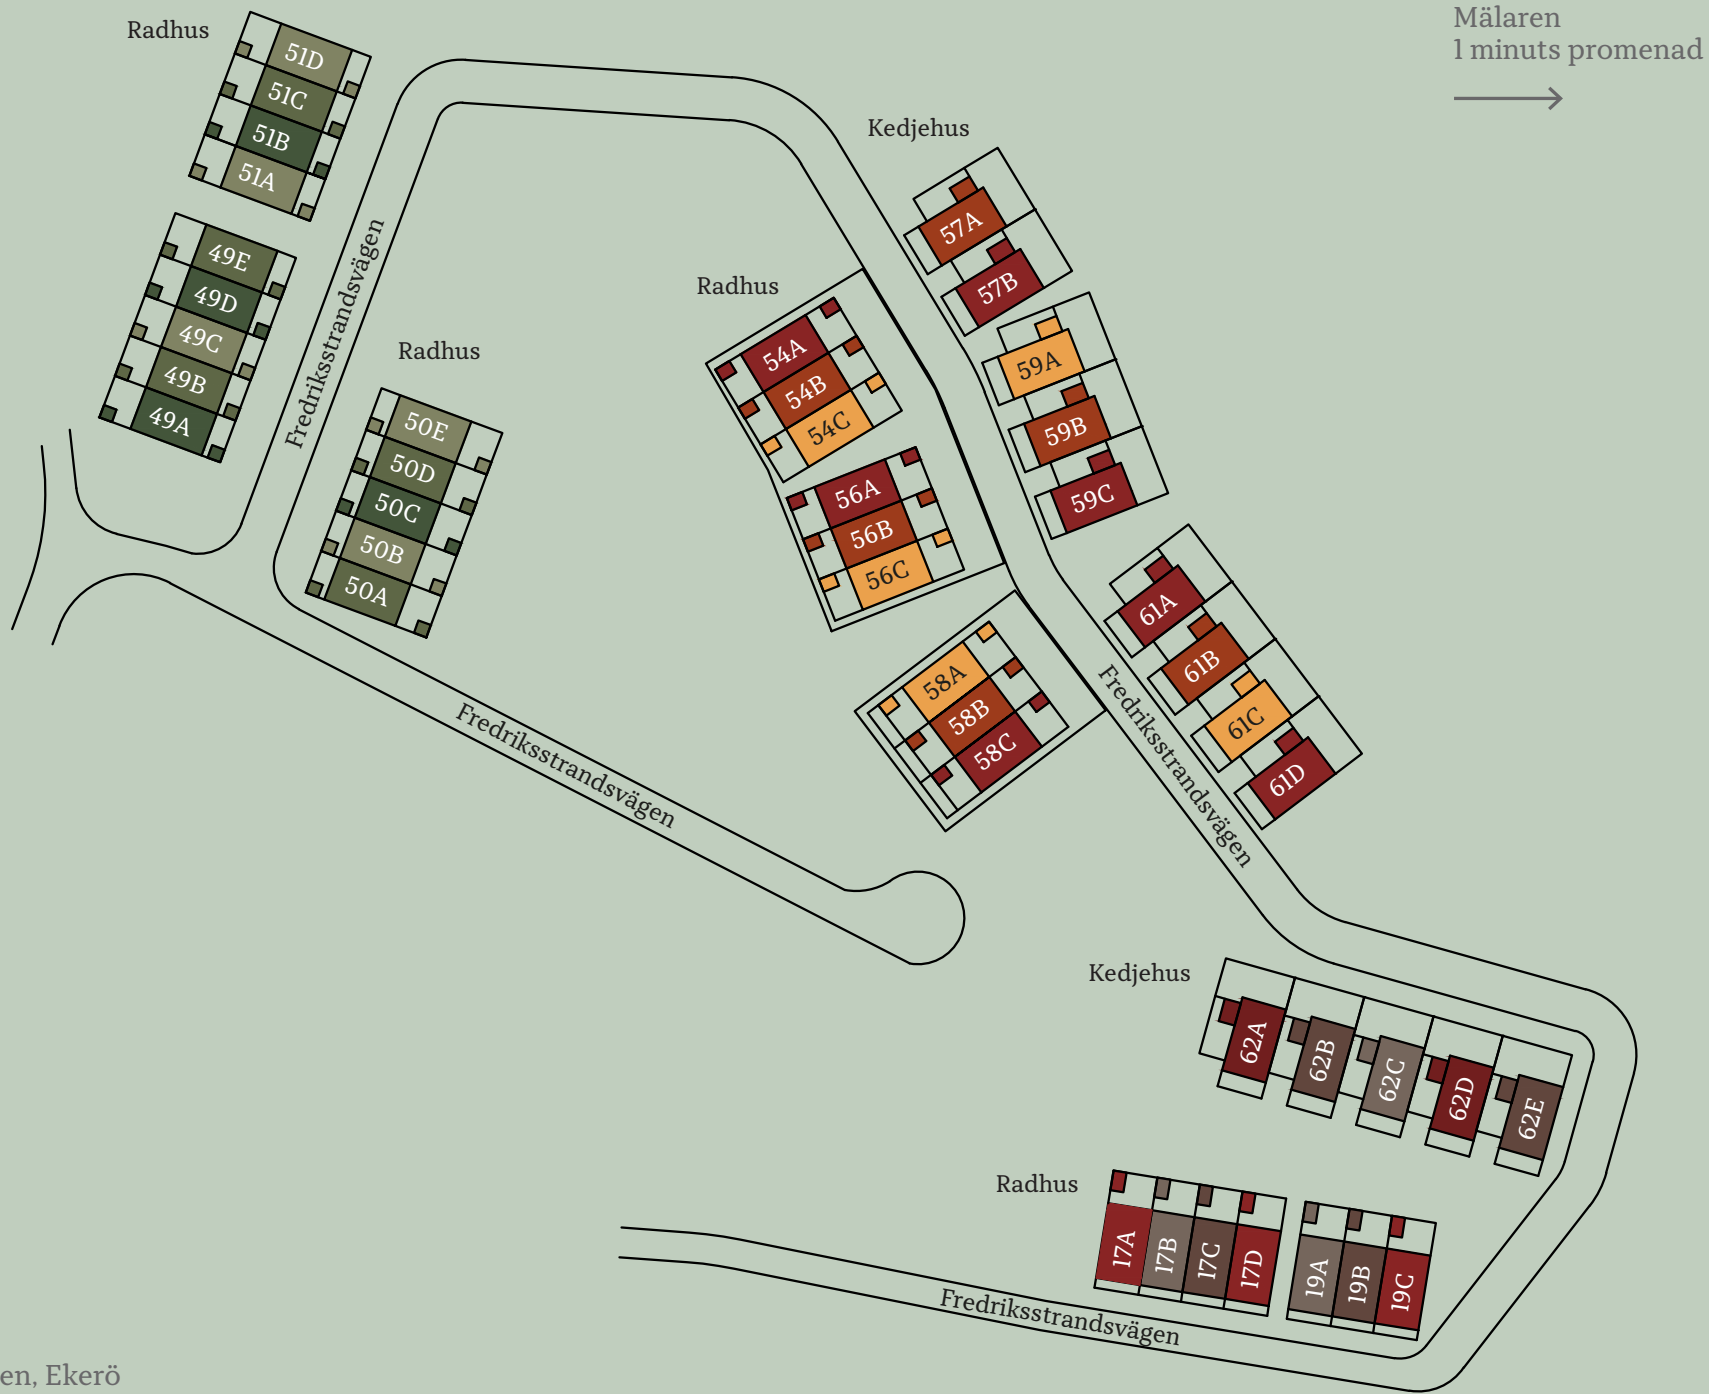 Mälaren
1 minuts promenad
Radhus
51D
51C
51B
51A
49E
49D
49C
49B
49A
Fredriksstrandsvägen
Radhus
50E
50D
50C
50B
50A
Fredriksstrandsvägen
Kedjehus
57A
57B
59A
59B
59C
61A
61B
61C
61D
Radhus
54A
54B
54C
56A
56B
56C
58A
58B
58C
Fredriksstrandsvägen
Kedjehus
62A
62B
62C
62D
62E
Radhus
17A
17B
17C
17D
19A
19B
19C
Fredriksstrandsvägen
en, Ekerö